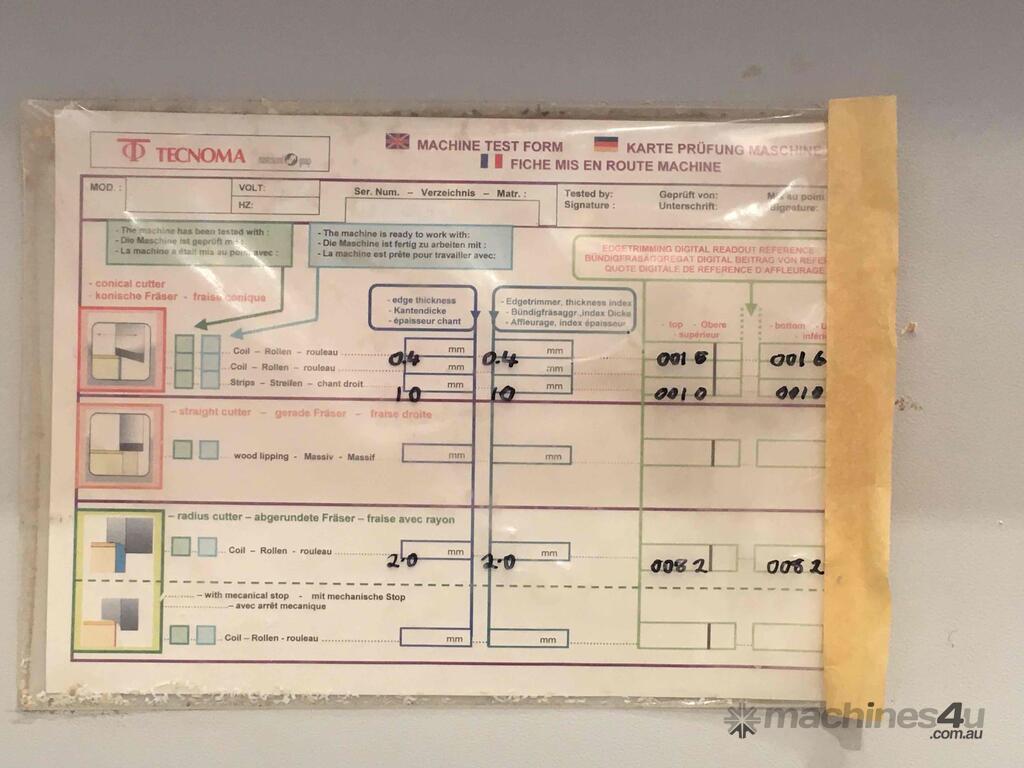 TECNOMA group
MACHINE TEST FORM
KARTE PRÜFUNG MASCHINE
FICHE MIS EN ROUTE MACHINE
MOD. :
VOLT:
HZ:
Ser. Num. – Verzeichnis – Matr. :
Tested by:
Signature :
Geprüft von:
Unterschrift:
au point
Signature:
- The machine has been tested with :
- Die Maschine ist geprüft mit :
- La machine a était mis au point avec :
- The machine is ready to work with:
- Die Maschine ist fertig zu arbeiten mit :
- La machine est prête pour travailler avec:
EDGETRIMMING DIGITAL READOUT REFERENCE
BÜNDIGFRÄSAGGREGAT DIGITAL BEITRAG VON REFER
QUOTE DIGITALE DE REFERENCE D'AFFLEURAGE
- conical cutter
- konische Fräser - fraise conique
- edge thickness
- Kantendicke
- épaisseur chant
- Edgetrimmer, thickness index
- Bündigfräsaggr.,index Dicke
- Affleurage, index épaisseur
- top - Obere
- supérieur
- bottom - U
- inféri
Coil – Rollen – rouleau mm mm
0.4 0.4 0016 0016
Coil – Rollen – rouleau mm mm
Strips – Streifen – chant droit mm mm
10 10 0010 0010
– straight cutter – gerade Fräser - fraise droite
wood lipping - Massiv - Massif mm mm
– radius cutter – abgerundete Fräser – fraise avec rayon
Coil – Rollen - rouleau mm mm
2.0 2.0 0082 0082
– with mecanical stop - mit mechanische Stop
– avec arrêt mecanique
Coil – Rollen - rouleau mm mm
machines4u
.com.au